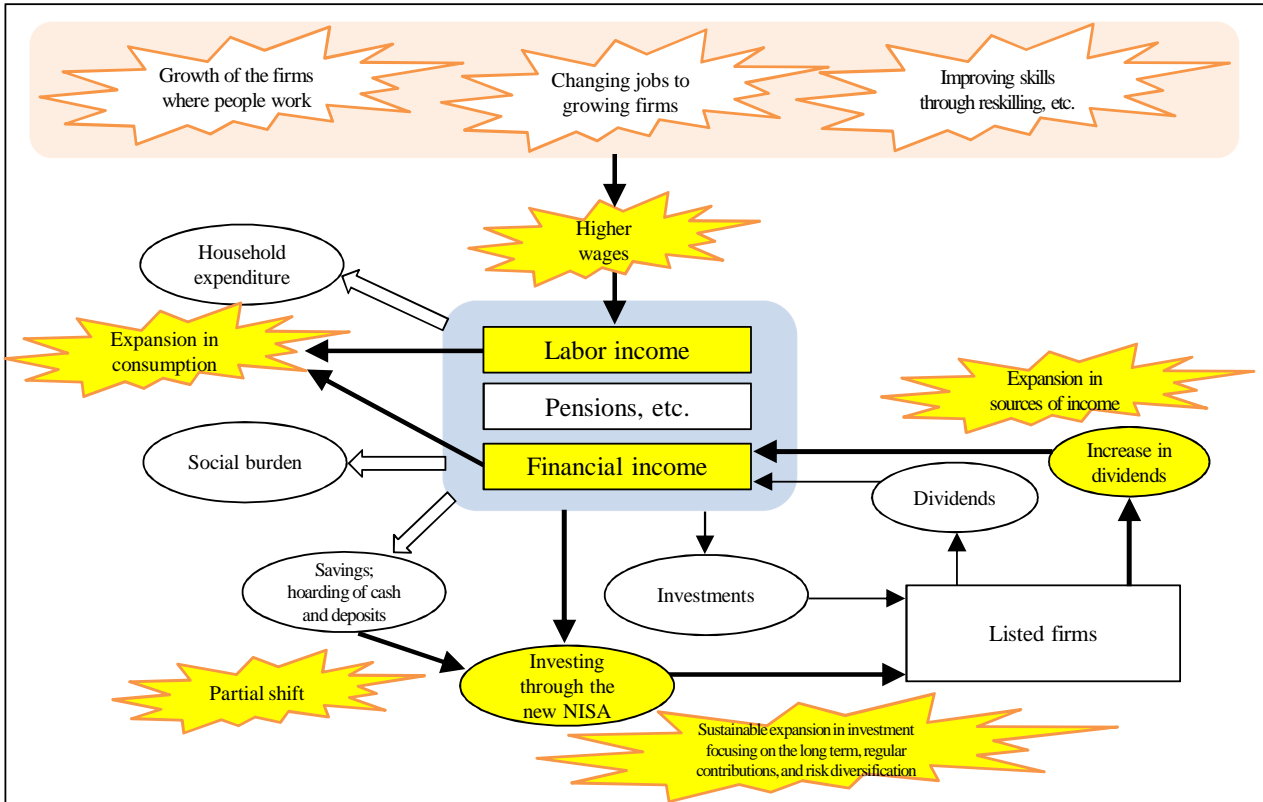 Growth of the firms
where people work
Changing jobs to
growing firms
Improving skills
through reskilling, etc.
Higher
wages
Household
expenditure
Expansion in
consumption
Labor income
Pensions, etc.
Financial income
Expansion in
sources of income
Social burden
Increase in
dividends
Dividends
Savings;
hoarding of cash
and deposits
Investments
Listed firms
Partial shift
Investing
through the
new NISA
Sustainable expansion in investment
focusing on the long term, regular
contributions, and risk diversification